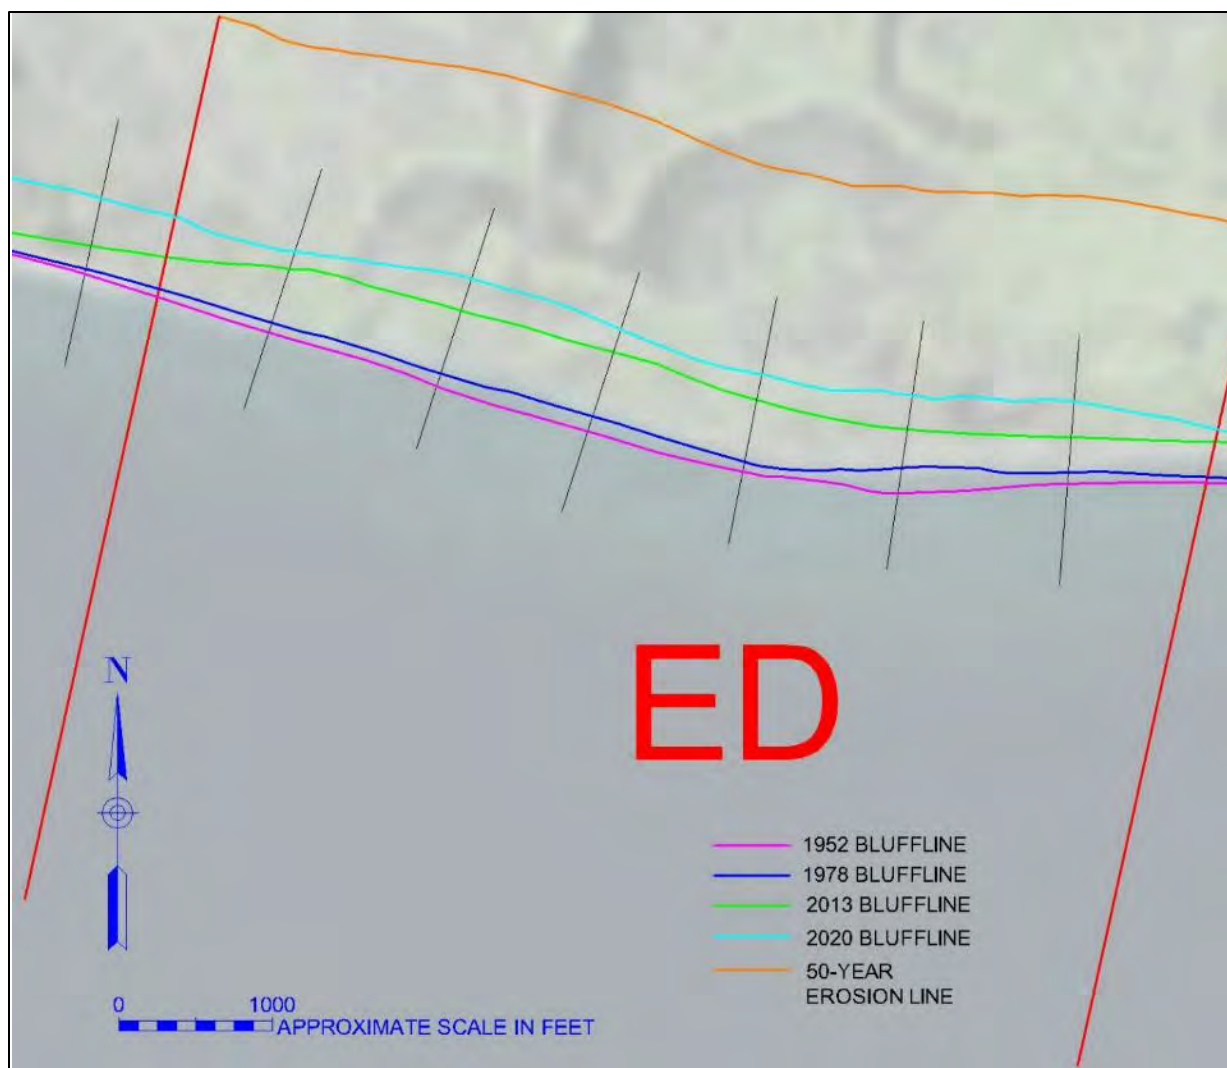 ED
N
1952 BLUFFLINE
1978 BLUFFLINE
2013 BLUFFLINE
2020 BLUFFLINE
50-YEAR
EROSION LINE
0 1000
APPROXIMATE SCALE IN FEET